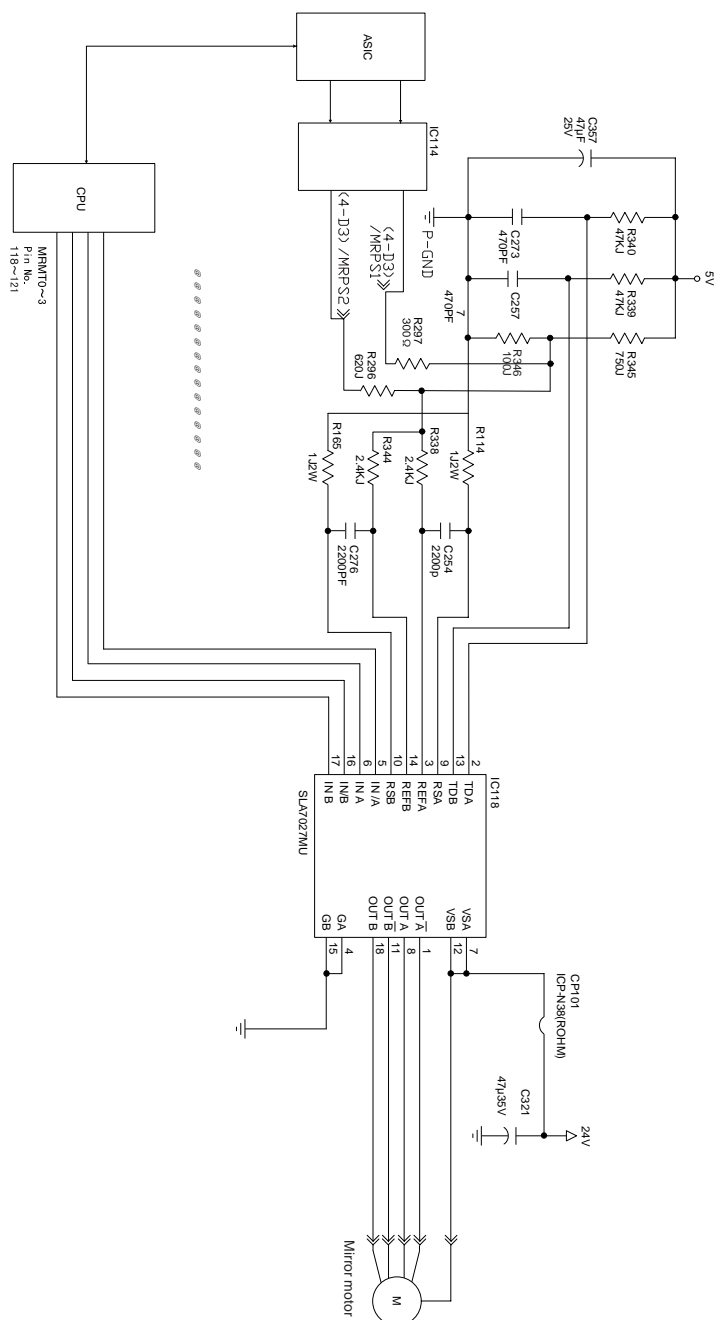 5V
C357
47µF
25V
R340
47KJ
R339
47KJ
R345
750J
C273
470PF
C257
470PF
7
R346
100J
P-GND
ASIC
IC114
(4-D3)
/MRPS1
(4-D3)/MRPS2
R297
300Ω
R296
620J
CPU
MRMT0~3
Pin No.
118~121
R114
1J2W
R338
2.4KJ
R344
2.4KJ
R165
1J2W
C254
2200p
C276
2200PF
IC118
2 TDA
13 TDB
9 RSA
3 REFA
14 REFB
10 RSB
5 IN /A
6 IN A
16 IN/B
17 IN B
SLA7027MU
VSA 7
VSB 12
OUT A 1
OUT A 8
OUT B 11
OUT B 18
GA 4
GB 15
CP101
ICP-N38(ROHM)
24V
C321
47µ35V
M
Mirror motor